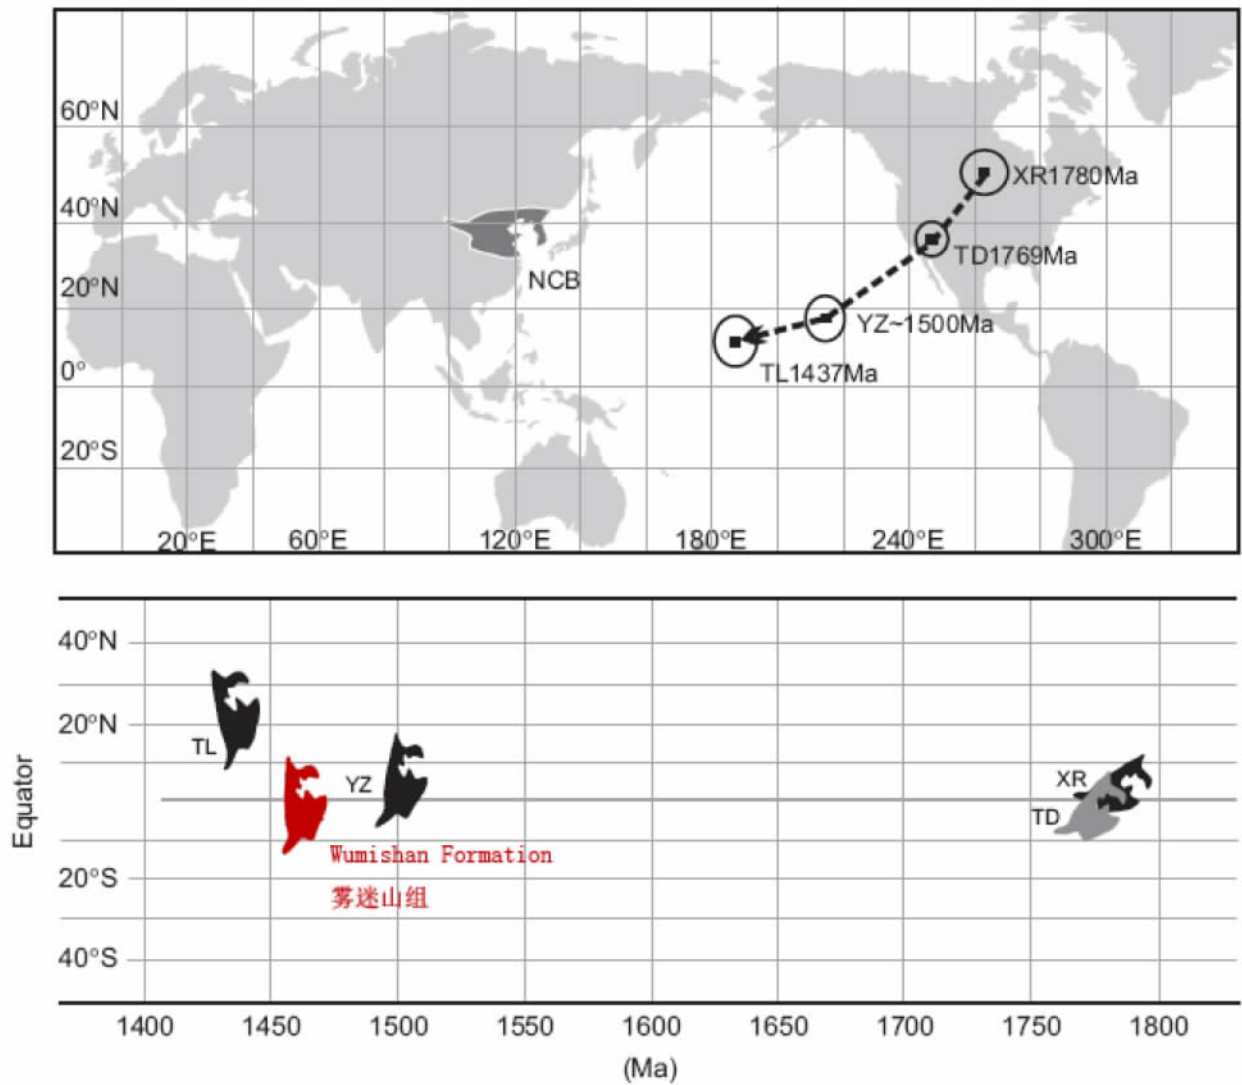 60°N
XR1780Ma
40°N
TD1769Ma
NCB
20°N
YZ~1500Ma
0°
TL1437Ma
20°S
20°E 60°E 120°E 180°E 240°E 300°E
40°N
20°N
TL
YZ
XR
TD
Equator
Wumishan Formation
20°S
雾迷山组
40°S
1400 1450 1500 1550 1600 1650 1700 1750 1800
(Ma)